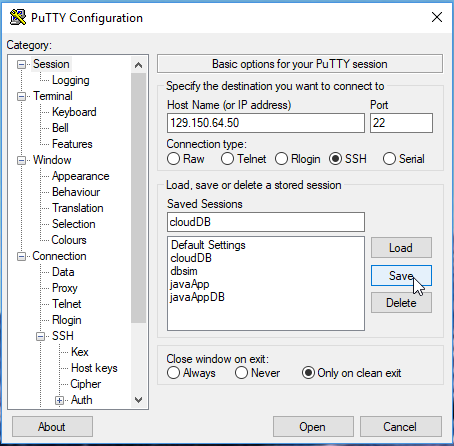 PuTTY Configuration
Category:
Session
Logging
Terminal
Keyboard
Bell
Features
Window
Appearance
Behaviour
Translation
Selection
Colours
Connection
Data
Proxy
Telnet
Rlogin
SSH
Kex
Host keys
Cipher
Auth
Basic options for your PuTTY session
Specify the destination you want to connect to
Host Name (or IP address) Port
129.150.64.50 22
Connection type:
Raw Telnet Rlogin SSH Serial
Load, save or delete a stored session
Saved Sessions
cloudDB
Default Settings
cloudDB
dbsim
javaApp
javaAppDB
Load
Save
Delete
Close window on exit:
Always Never Only on clean exit
About Open Cancel